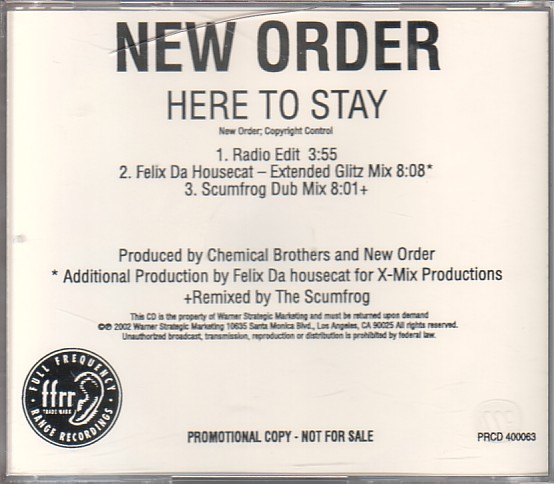 NEW ORDER
HERE TO STAY
New Order; Copyright Control
1. Radio Edit 3:55
2. Felix Da Housecat – Extended Glitz Mix 8:08*
3. Scumfrog Dub Mix 8:01+
Produced by Chemical Brothers and New Order
* Additional Production by Felix Da housecat for X-Mix Productions
+Remixed by The Scumfrog
This CD is the property of Warner Strategic Marketing and must be returned upon demand
©℗ 2002 Warner Strategic Marketing 10635 Santa Monica Blvd., Los Angeles, CA 90025 All rights reserved.
Unauthorized broadcast, transmission, reproduction or distribution is prohibited by federal law.
FULL FREQUENCY
ffrr
TRADE MARK
RANGE RECORDINGS
PROMOTIONAL COPY - NOT FOR SALE
PRCD 400063